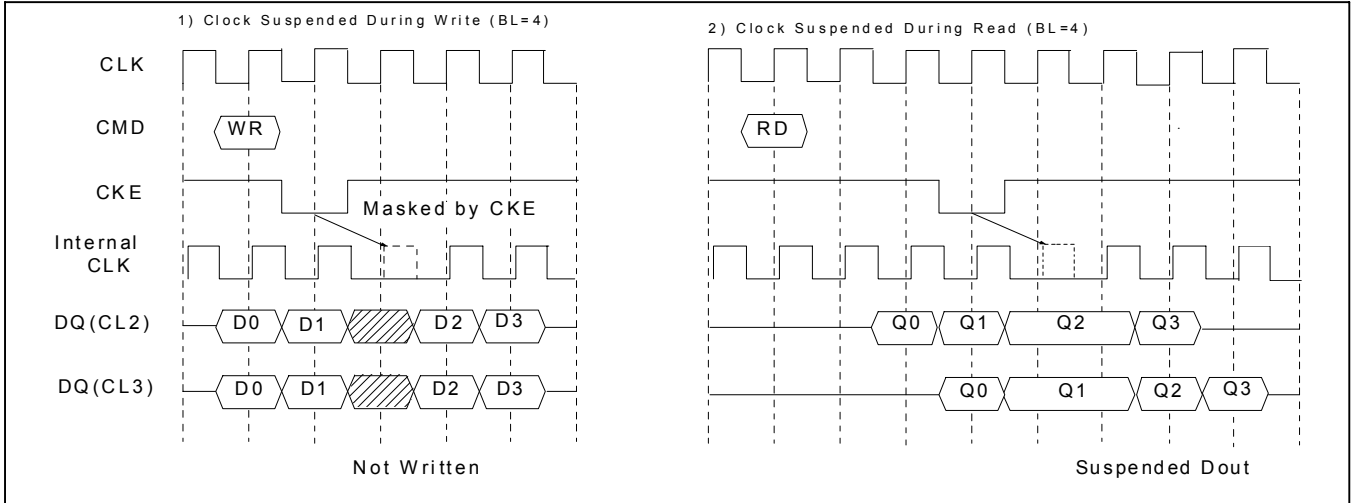 1) Clock Suspended During Write (BL=4)
2) Clock Suspended During Read (BL=4)
CLK
CMD
WR
RD
CKE
Masked by CKE
Internal
CLK
DQ(CL2)
D0
D1
D2
D3
Q0
Q1
Q2
Q3
DQ(CL3)
D0
D1
D2
D3
Q0
Q1
Q2
Q3
Not Written
Suspended Dout